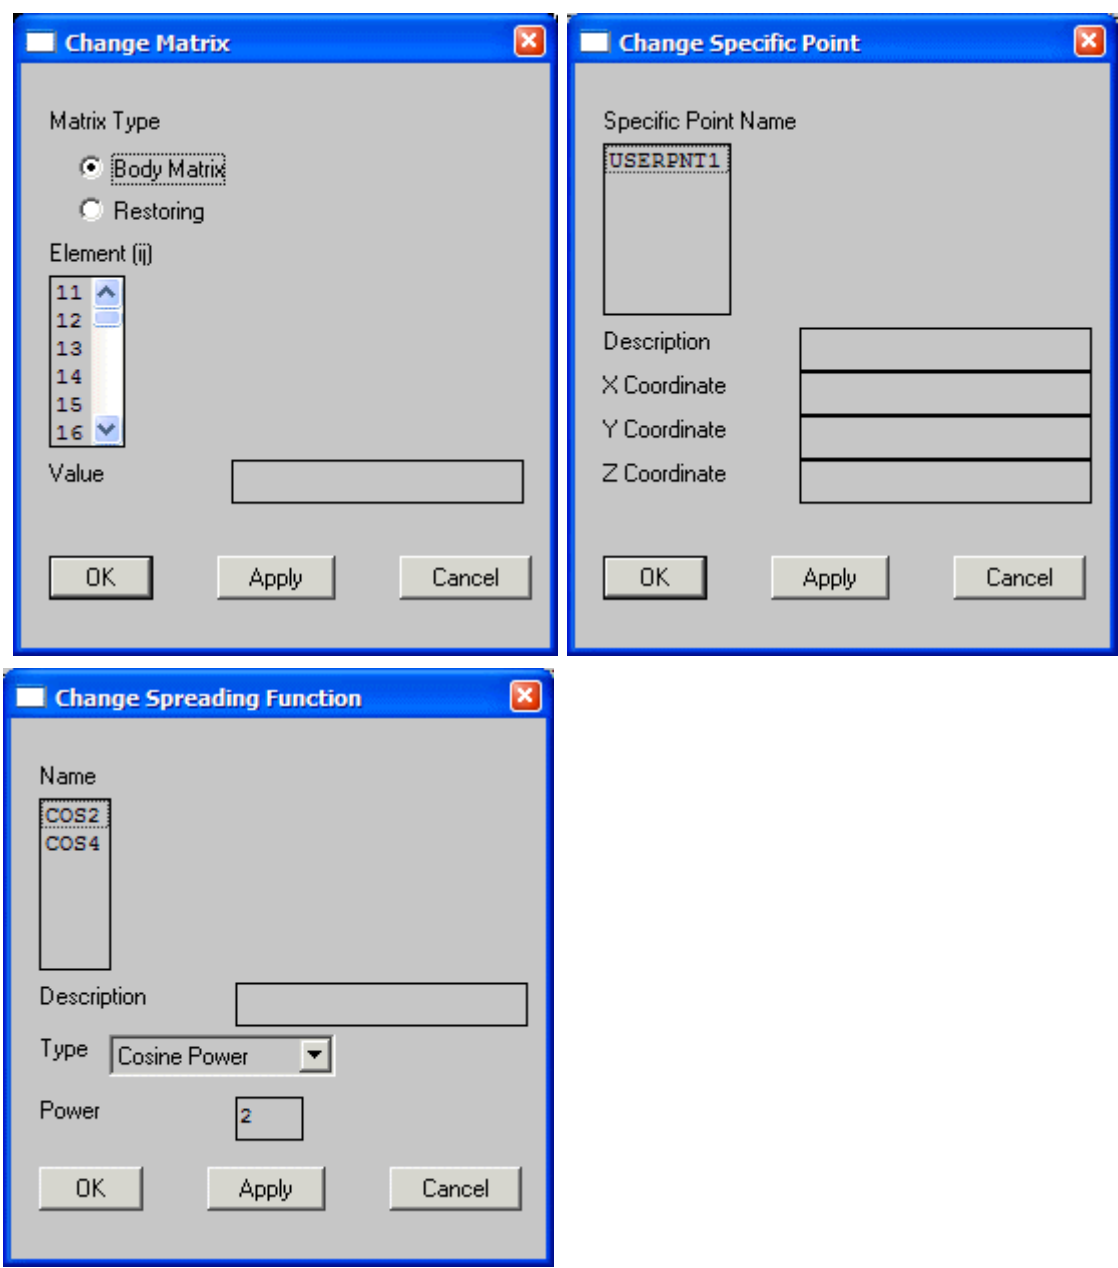 Change Matrix
Matrix Type
Body Matrix
Restoring
Element (ij)
11
12
13
14
15
16
Value
OK Apply Cancel
Change Specific Point
Specific Point Name
USERPNT1
Description
X Coordinate
Y Coordinate
Z Coordinate
OK Apply Cancel
Change Spreading Function
Name
COS2
COS4
Description
Type Cosine Power
Power 2
OK Apply Cancel